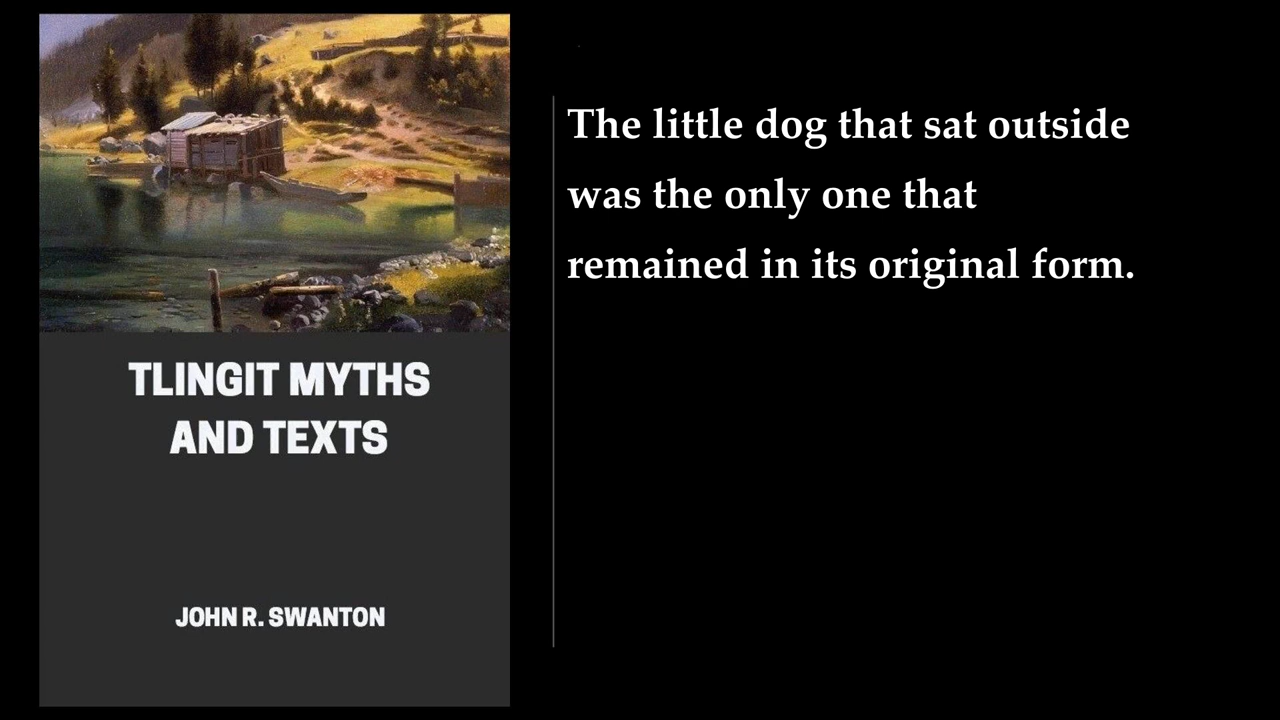 TLINGIT MYTHS
AND TEXTS
JOHN R. SWANTON
The little dog that sat outside
was the only one that
remained in its original form.